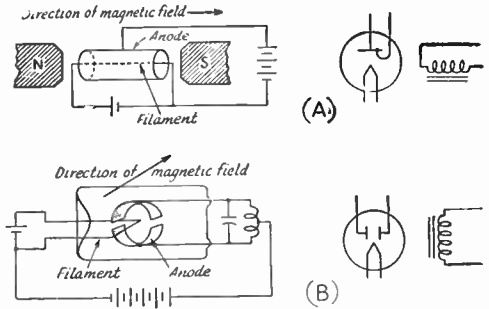 Direction of magnetic field
Anode
N
S
Filament
(A)
Direction of magnetic field
Filament
Anode
(B)